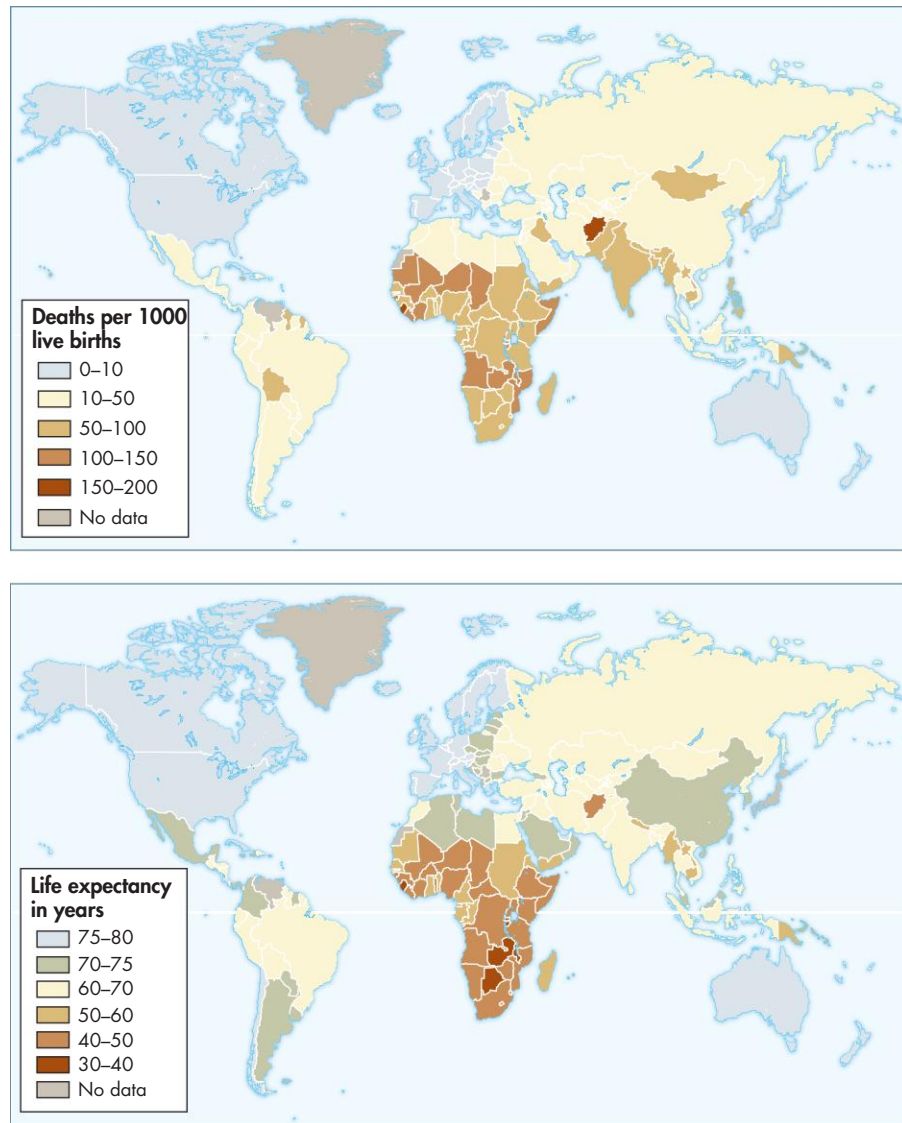 Deaths per 1000
live births
0–10
10–50
50–100
100–150
150–200
No data
Life expectancy
in years
75–80
70–75
60–70
50–60
40–50
30–40
No data